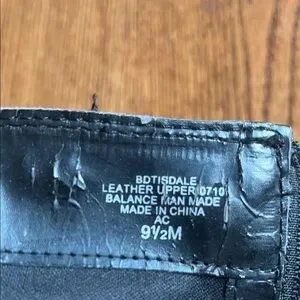 BDTISDALE
LEATHER UPPER 0710
BALANCE MAN MADE
MADE IN CHINA
AC
9½M